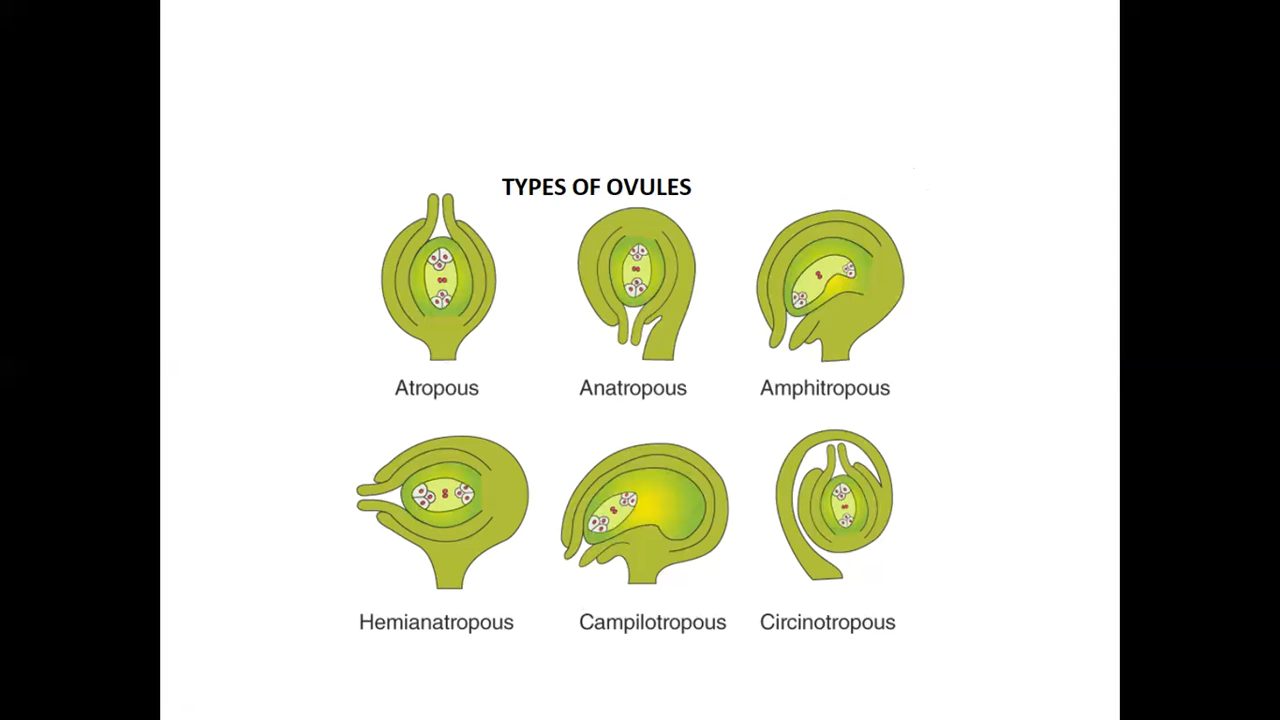 TYPES OF OVULES
Atropous
Anatropous
Amphitropous
Hemianatropous
Campilotropous
Circinotropous